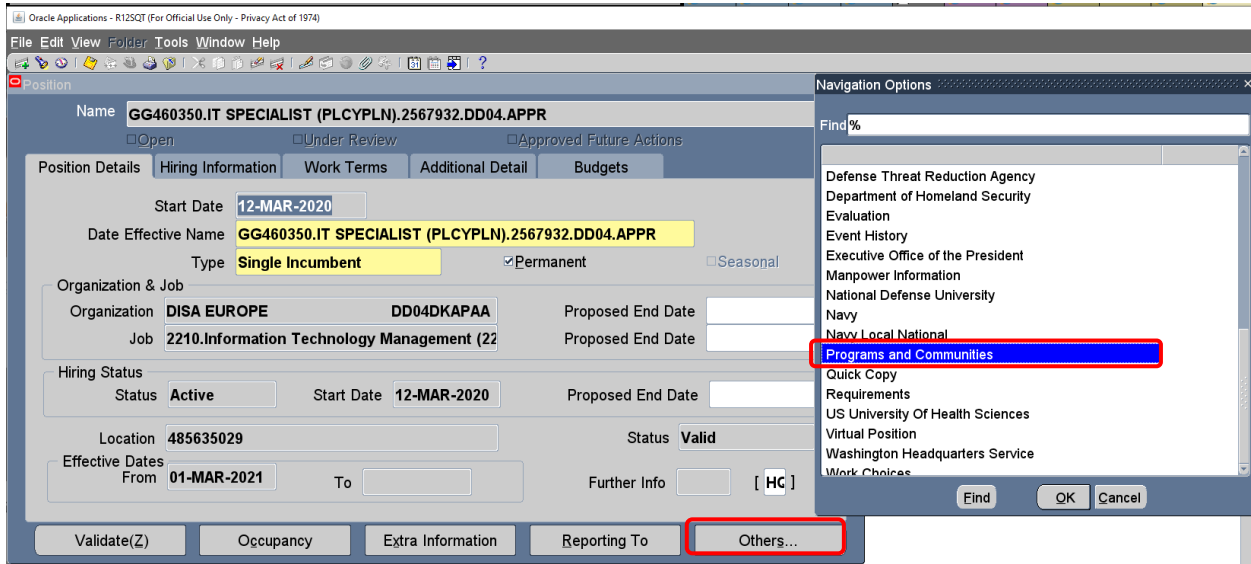 Oracle Applications - R12SQT (For Official Use Only - Privacy Act of 1974)
File Edit View Folder Tools Window Help
Position
Name GG460350.IT SPECIALIST (PLCYPLN).2567932.DD04.APPR
Open Under Review Approved Future Actions
Position Details Hiring Information Work Terms Additional Detail Budgets
Start Date 12-MAR-2020
Date Effective Name GG460350.IT SPECIALIST (PLCYPLN).2567932.DD04.APPR
Type Single Incumbent Permanent Seasonal
Organization & Job
Organization DISA EUROPE DD04DKAPAA Proposed End Date
Job 2210.Information Technology Management (22 Proposed End Date
Hiring Status
Status Active Start Date 12-MAR-2020 Proposed End Date
Location 485635029 Status Valid
Effective Dates
From 01-MAR-2021 To Further Info [ HC ]
Validate(Z) Occupancy Extra Information Reporting To Others...
Navigation Options
Find %
Defense Threat Reduction Agency
Department of Homeland Security
Evaluation
Event History
Executive Office of the President
Manpower Information
National Defense University
Navy
Navy Local National
Programs and Communities
Quick Copy
Requirements
US University Of Health Sciences
Virtual Position
Washington Headquarters Service
Work Choices
Find OK Cancel